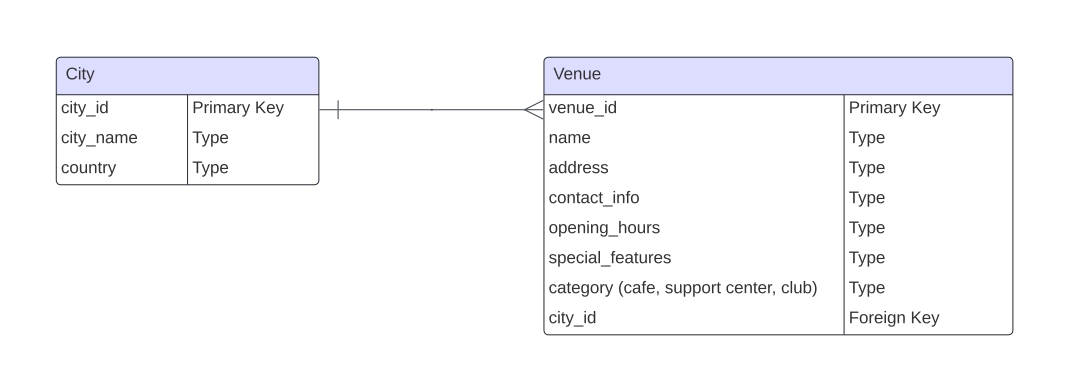 City
city_id Primary Key
city_name Type
country Type
Venue
venue_id Primary Key
name Type
address Type
contact_info Type
opening_hours Type
special_features Type
category (cafe, support center, club) Type
city_id Foreign Key